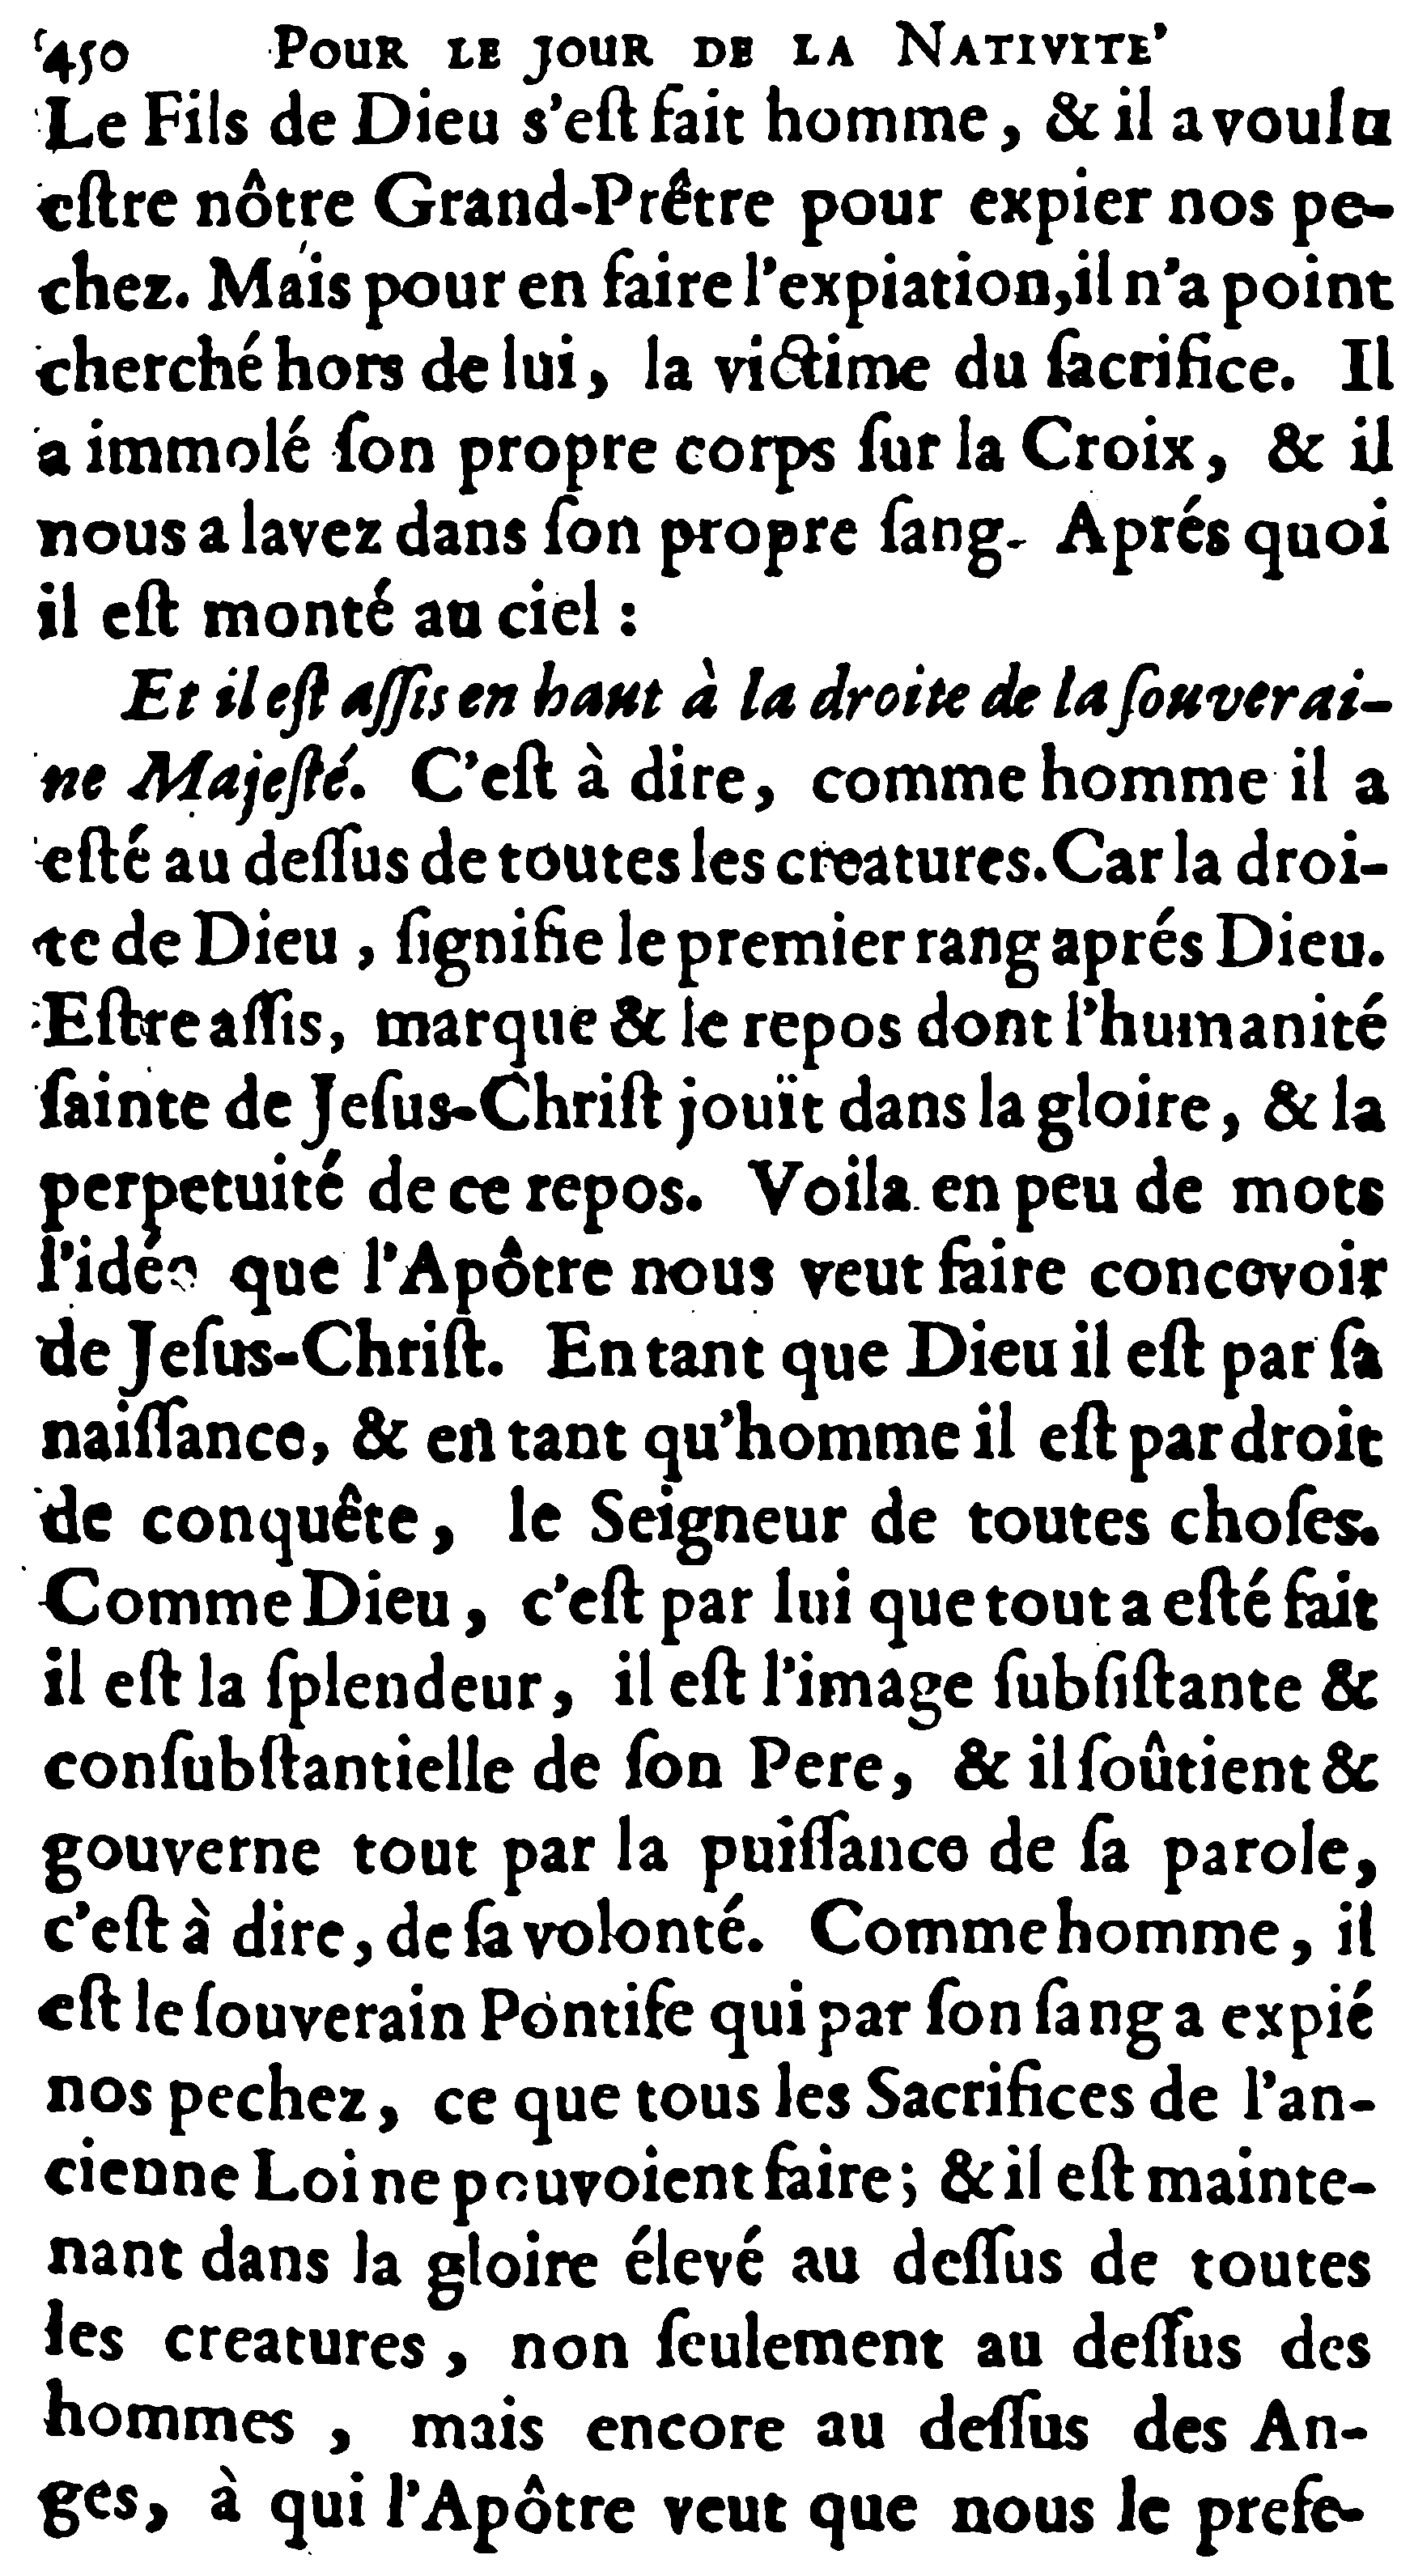 450 POUR LE JOUR DE LA NATIVITE'
Le Fils de Dieu s'eſt fait homme, & il a voulu
eſtre nôtre Grand-Prêtre pour expier nos pe-
chez. Mais pour en faire l'expiation, il n'a point
cherché hors de lui, la victime du ſacrifice. Il
a immolé ſon propre corps ſur la Croix, & il
nous a lavez dans ſon propre ſang. Aprés quoi
il eſt monté au ciel :
Et il eſt aſſis en haut à la droite de la ſouverai-
ne Majeſté. C'eſt à dire, comme homme il a
eſté au deſſus de toutes les creatures. Car la droi-
te de Dieu, ſignifie le premier rang aprés Dieu.
Eſtre aſſis, marque & le repos dont l'humanité
ſainte de Jeſus-Chriſt jouït dans la gloire, & la
perpetuité de ce repos. Voila en peu de mots
l'idée que l'Apôtre nous veut faire concevoir
de Jeſus-Chriſt. En tant que Dieu il eſt par ſa
naiſſance, & en tant qu'homme il eſt par droit
de conquête, le Seigneur de toutes choſes.
Comme Dieu, c'eſt par lui que tout a eſté fait
il eſt la ſplendeur, il eſt l'image ſubſiſtante &
conſubſtantielle de ſon Pere, & il ſoûtient &
gouverne tout par la puiſſance de ſa parole,
c'eſt à dire, de ſa volonté. Comme homme, il
eſt le ſouverain Pontife qui par ſon ſang a expié
nos pechez, ce que tous les Sacrifices de l'an-
cienne Loi ne pouvoient faire; & il eſt mainte-
nant dans la gloire élevé au deſſus de toutes
les creatures, non ſeulement au deſſus des
hommes, mais encore au deſſus des An-
ges, à qui l'Apôtre veut que nous le prefe-